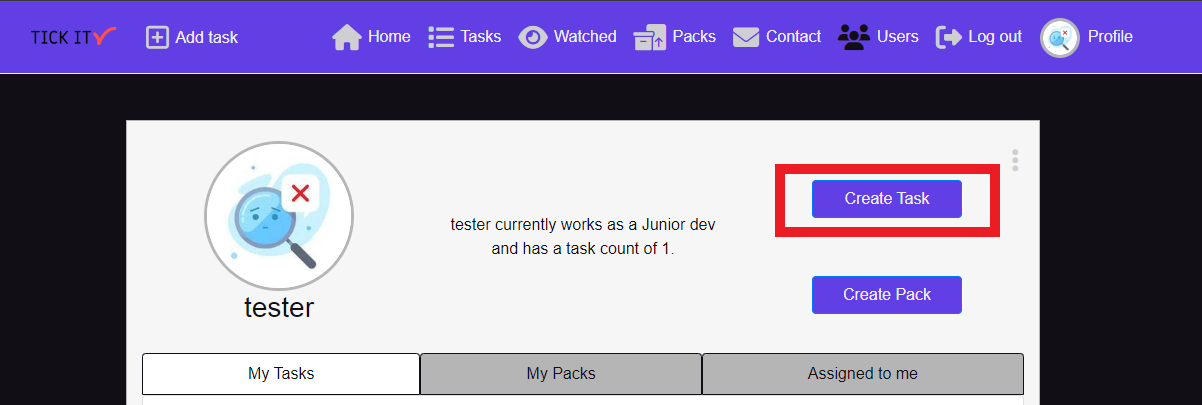 TICK IT
Add task
Home
Tasks
Watched
Packs
Contact
Users
Log out
Profile
tester currently works as a Junior dev
and has a task count of 1.
Create Task
Create Pack
tester
My Tasks
My Packs
Assigned to me